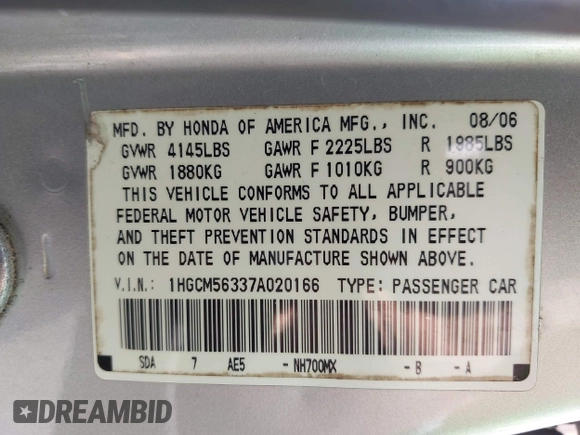 MFD. BY HONDA OF AMERICA MFG., INC. 08/06
GVWR 4145LBS GAWR F 2225LBS R 1985LBS
GVWR 1880KG GAWR F 1010KG R 900KG
THIS VEHICLE CONFORMS TO ALL APPLICABLE
FEDERAL MOTOR VEHICLE SAFETY, BUMPER,
AND THEFT PREVENTION STANDARDS IN EFFECT
ON THE DATE OF MANUFACTURE SHOWN ABOVE.
V.I.N.: 1HGCM56337A020166 TYPE: PASSENGER CAR
SDA 7 AE5 - NH700MX - B - A
DREAMBID